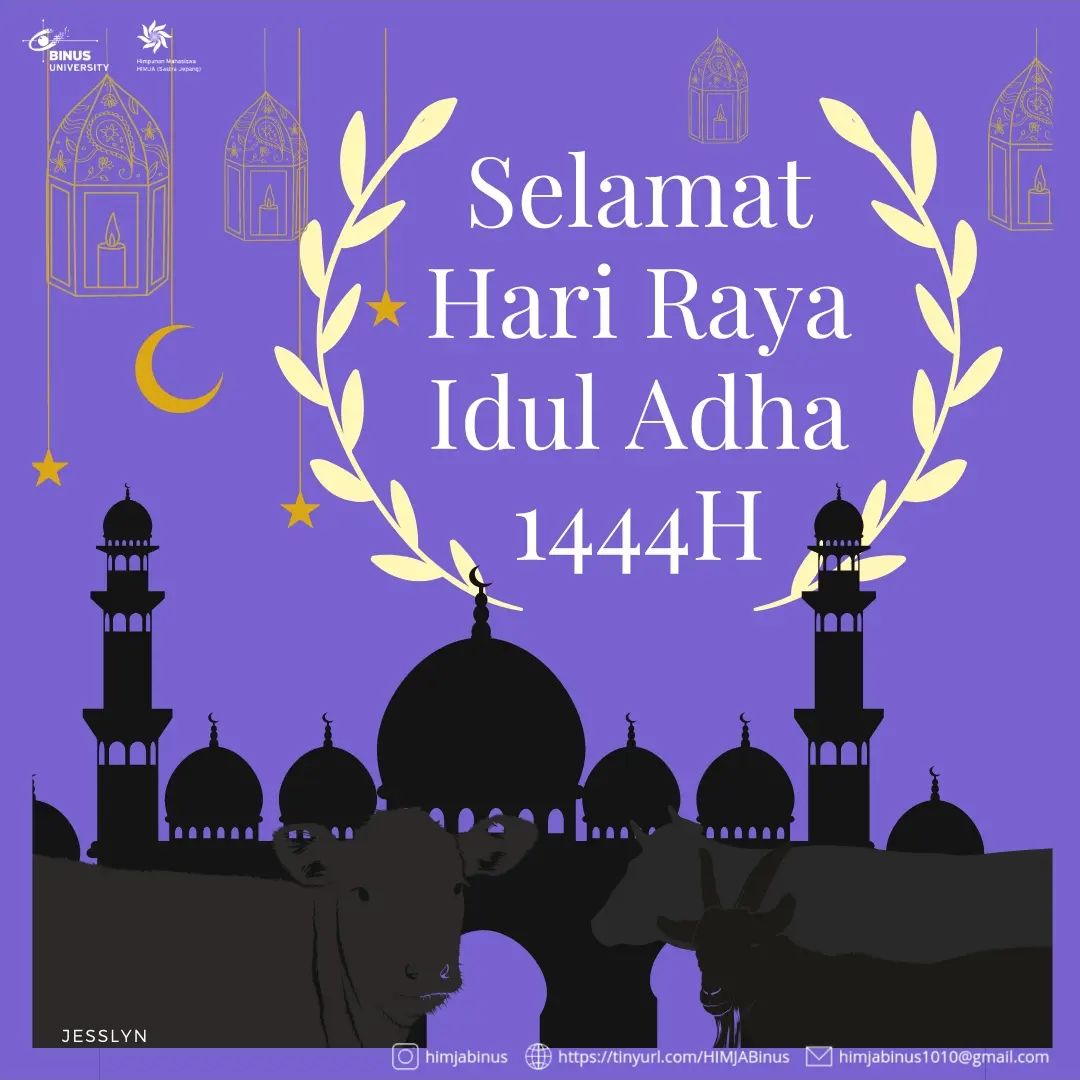 BINUS
UNIVERSITY
Himpunan Mahasiswa
HIMJA (Sastra Jepang)
Selamat
Hari Raya
Idul Adha
1444H
JESSLYN
himjabinus
https://tinyurl.com/HIMJABinus
himjabinus1010@gmail.com